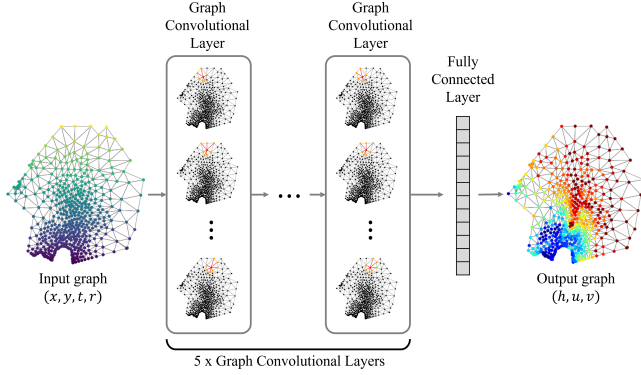 Graph
Convolutional
Layer
Graph
Convolutional
Layer
Fully
Connected
Layer
Input graph
(x, y, t, r)
Output graph
(h, u, v)
5 x Graph Convolutional Layers